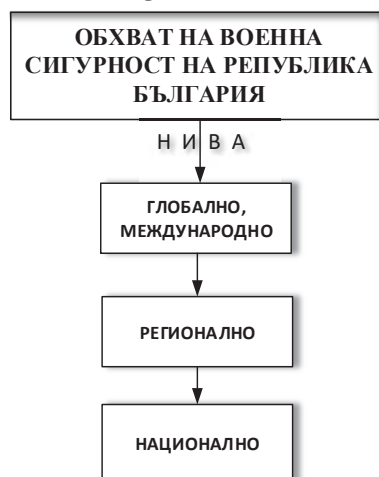 ОБХВАТ НА ВОЕННА
СИГУРНОСТ НА РЕПУБЛИКА
БЪЛГАРИЯ
Н И В А
ГЛОБАЛНО,
МЕЖДУНАРОДНО
РЕГИОНАЛНО
НАЦИОНАЛНО